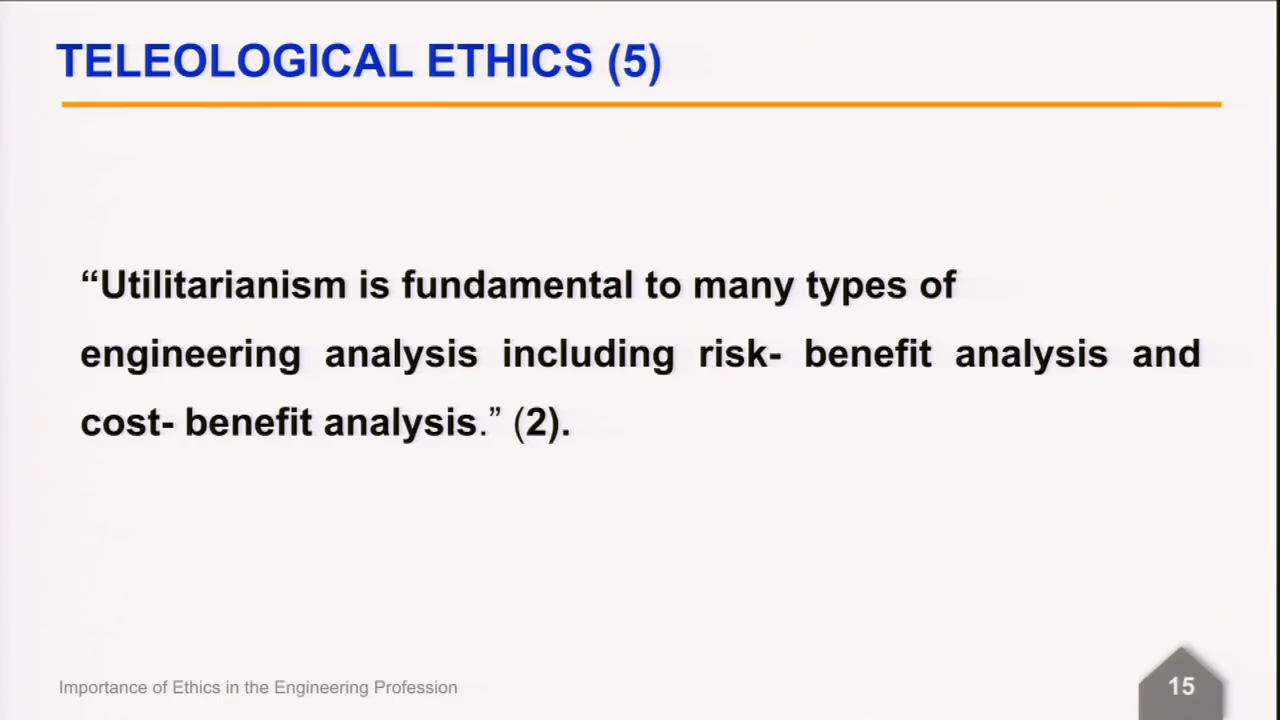 TELEOLOGICAL ETHICS (5)
“Utilitarianism is fundamental to many types of
engineering analysis including risk- benefit analysis and
cost- benefit analysis.” (2).
Importance of Ethics in the Engineering Profession
15